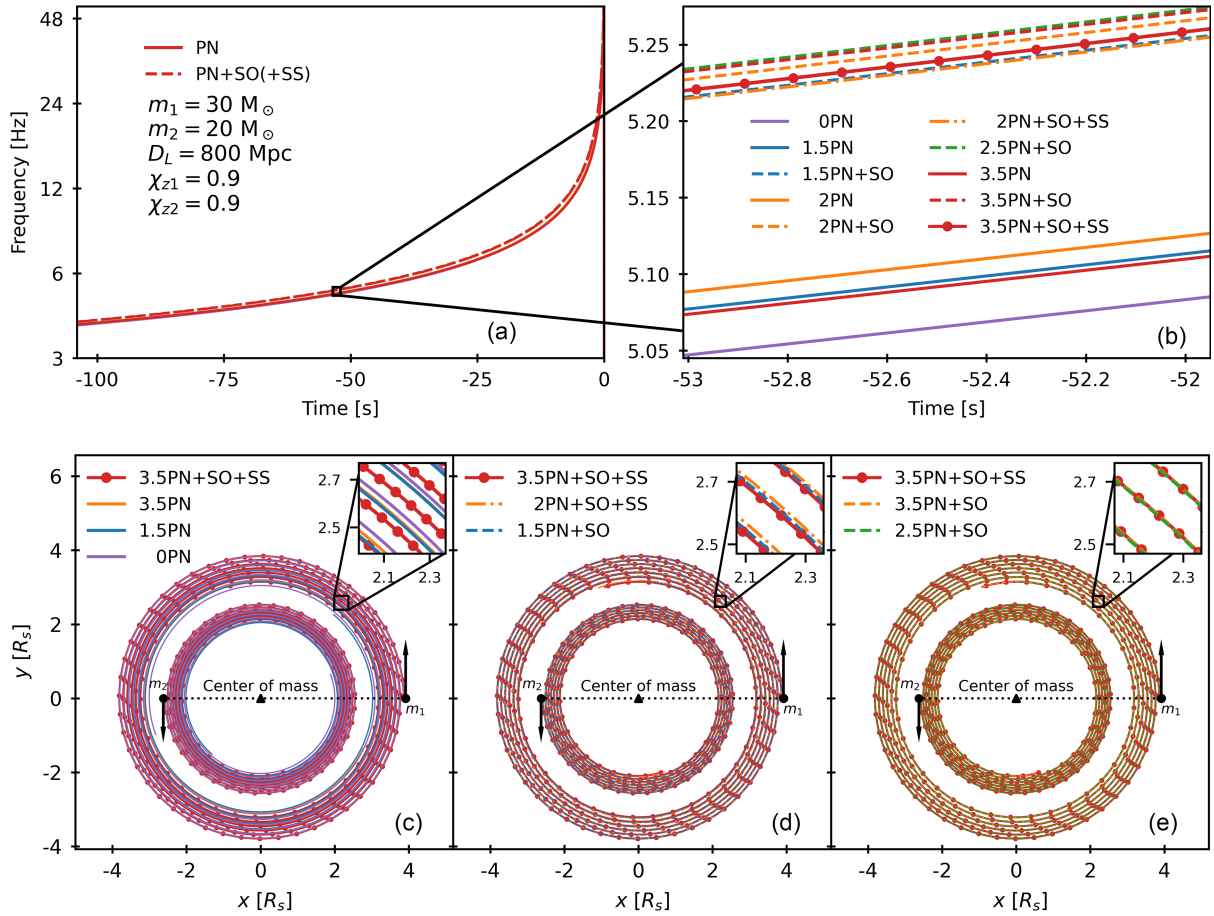 48
24
12
6
3
Frequency [Hz]
PN
PN+SO(+SS)
m₁ = 30 M⊙
m₂ = 20 M⊙
D_L = 800 Mpc
χ_z1 = 0.9
χ_z2 = 0.9
(a)
-100
-75
-50
-25
0
Time [s]
5.25
5.20
5.15
5.10
5.05
0PN
1.5PN
1.5PN+SO
2PN
2PN+SO
2PN+SO+SS
2.5PN+SO
3.5PN
3.5PN+SO
3.5PN+SO+SS
(b)
-53
-52.8
-52.6
-52.4
-52.2
-52
Time [s]
6
4
2
0
-2
-4
y [R_s]
3.5PN+SO+SS
3.5PN
1.5PN
0PN
2.7
2.5
2.1
2.3
m₂
Center of mass
m₁
(c)
-4
-2
0
2
4
x [R_s]
3.5PN+SO+SS
2PN+SO+SS
1.5PN+SO
2.7
2.5
2.1
2.3
m₂
Center of mass
m₁
(d)
-4
-2
0
2
4
x [R_s]
3.5PN+SO+SS
3.5PN+SO
2.5PN+SO
2.7
2.5
2.1
2.3
m₂
Center of mass
m₁
(e)
-4
-2
0
2
4
x [R_s]